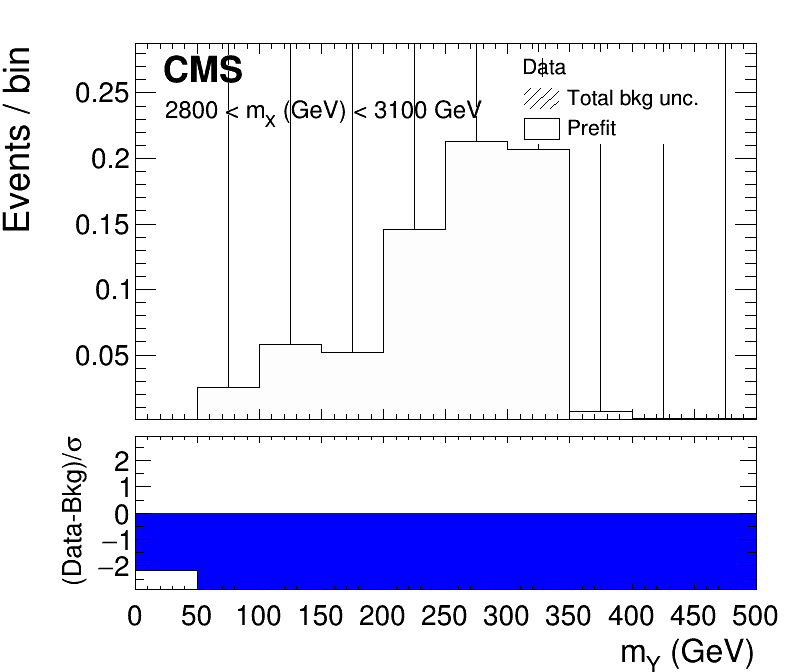 CMS
2800 < mX (GeV) < 3100 GeV
Data
Total bkg unc.
Prefit
Events / bin
0.25
0.2
0.15
0.1
0.05
(Data-Bkg)/σ
2
1
0
−1
−2
0 50 100 150 200 250 300 350 400 450 500
mY (GeV)